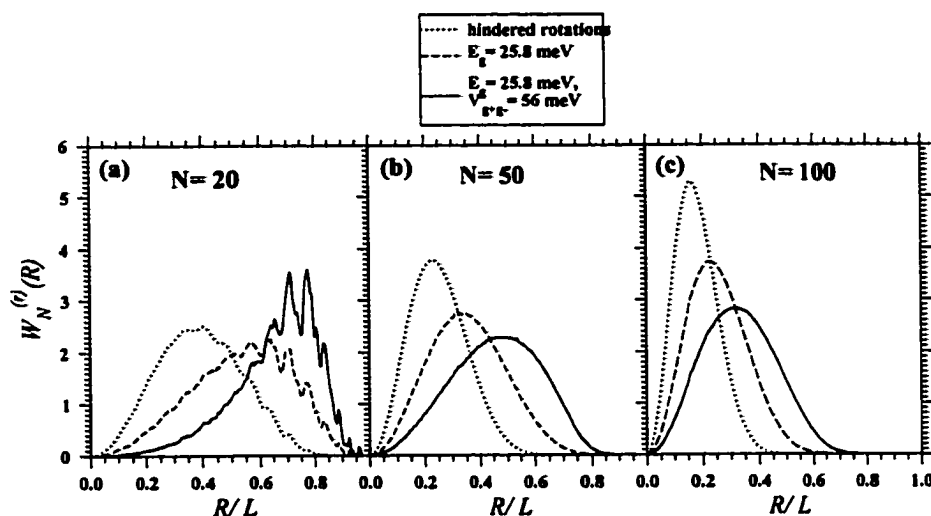 hindered rotations
E_g = 25.8 meV
E_g = 25.8 meV,
V^g_{g+g-} = 56 meV
(a) N= 20
(b) N= 50
(c) N= 100
W_N^{(r)}(R)
6
5
4
3
2
1
0
0.0 0.2 0.4 0.6 0.8 0.0 0.2 0.4 0.6 0.8 0.0 0.2 0.4 0.6 0.8 1.0
R/ L R/ L R/ L